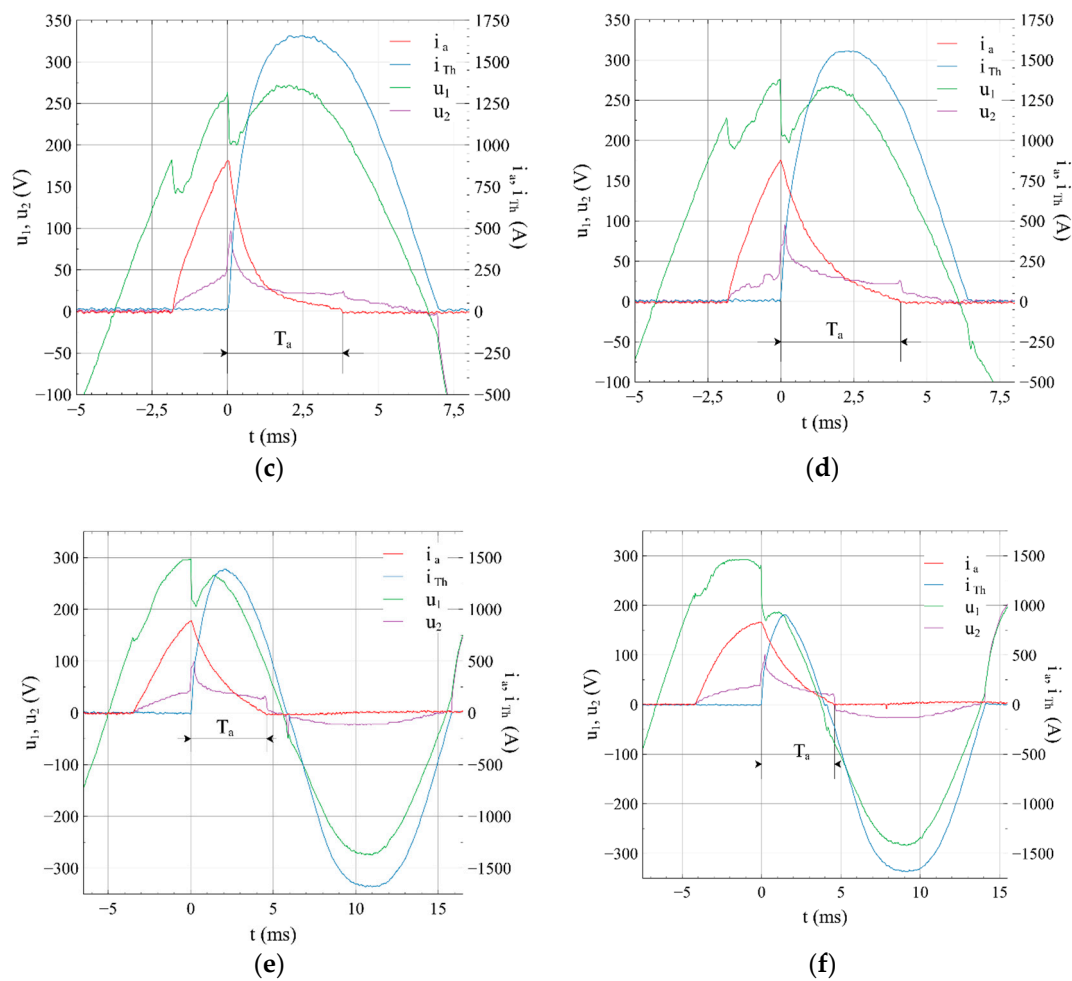 350
300
250
200
150
100
50
0
−50
−100
u1, u2 (V)
1750
1500
1250
1000
750
500
250
0
−250
−500
ia, iTh (A)
ia
iTh
u1
u2
Ta
−5
−2,5
0
2,5
5
7,5
t (ms)
(c)
350
300
250
200
150
100
50
0
−50
−100
u1, u2 (V)
1750
1500
1250
1000
750
500
250
0
−250
−500
ia, iTh (A)
ia
iTh
u1
u2
Ta
−5
−2,5
0
2,5
5
7,5
t (ms)
(d)
300
200
100
0
−100
−200
−300
u1, u2 (V)
1500
1000
500
0
−500
−1000
−1500
ia, iTh (A)
ia
iTh
u1
u2
Ta
−5
0
5
10
15
t (ms)
(e)
300
200
100
0
−100
−200
−300
u1, u2 (V)
1500
1000
500
0
−500
−1000
−1500
ia, iTh (A)
ia
iTh
u1
u2
Ta
−5
0
5
10
15
t (ms)
(f)